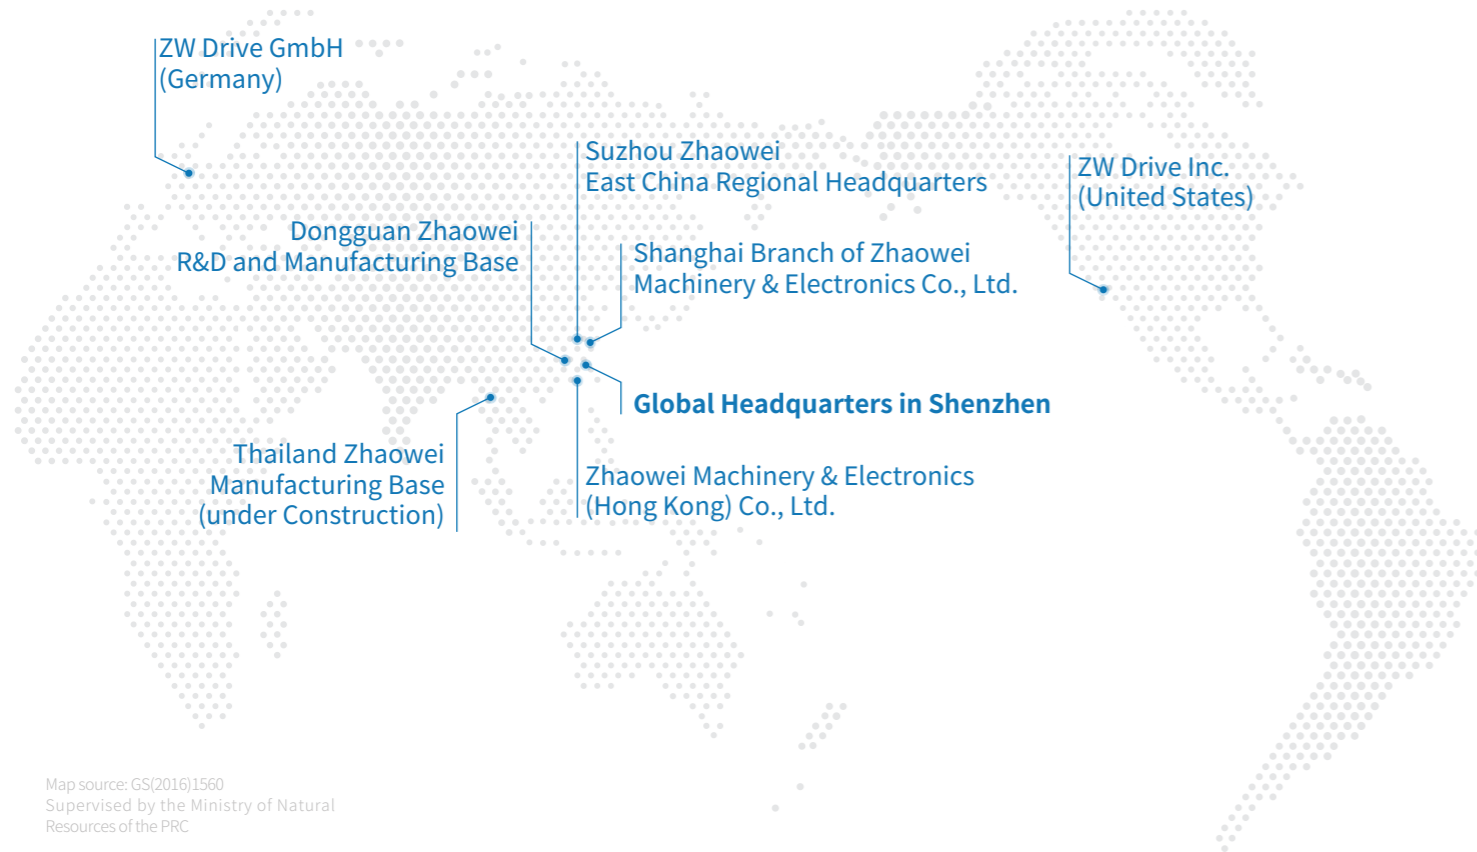 ZW Drive GmbH
(Germany)
Suzhou Zhaowei
East China Regional Headquarters
ZW Drive Inc.
(United States)
Dongguan Zhaowei
R&D and Manufacturing Base
Shanghai Branch of Zhaowei
Machinery & Electronics Co., Ltd.
Global Headquarters in Shenzhen
Thailand Zhaowei
Manufacturing Base
(under Construction)
Zhaowei Machinery & Electronics
(Hong Kong) Co., Ltd.
Map source: GS(2016)1560
Supervised by the Ministry of Natural
Resources of the PRC